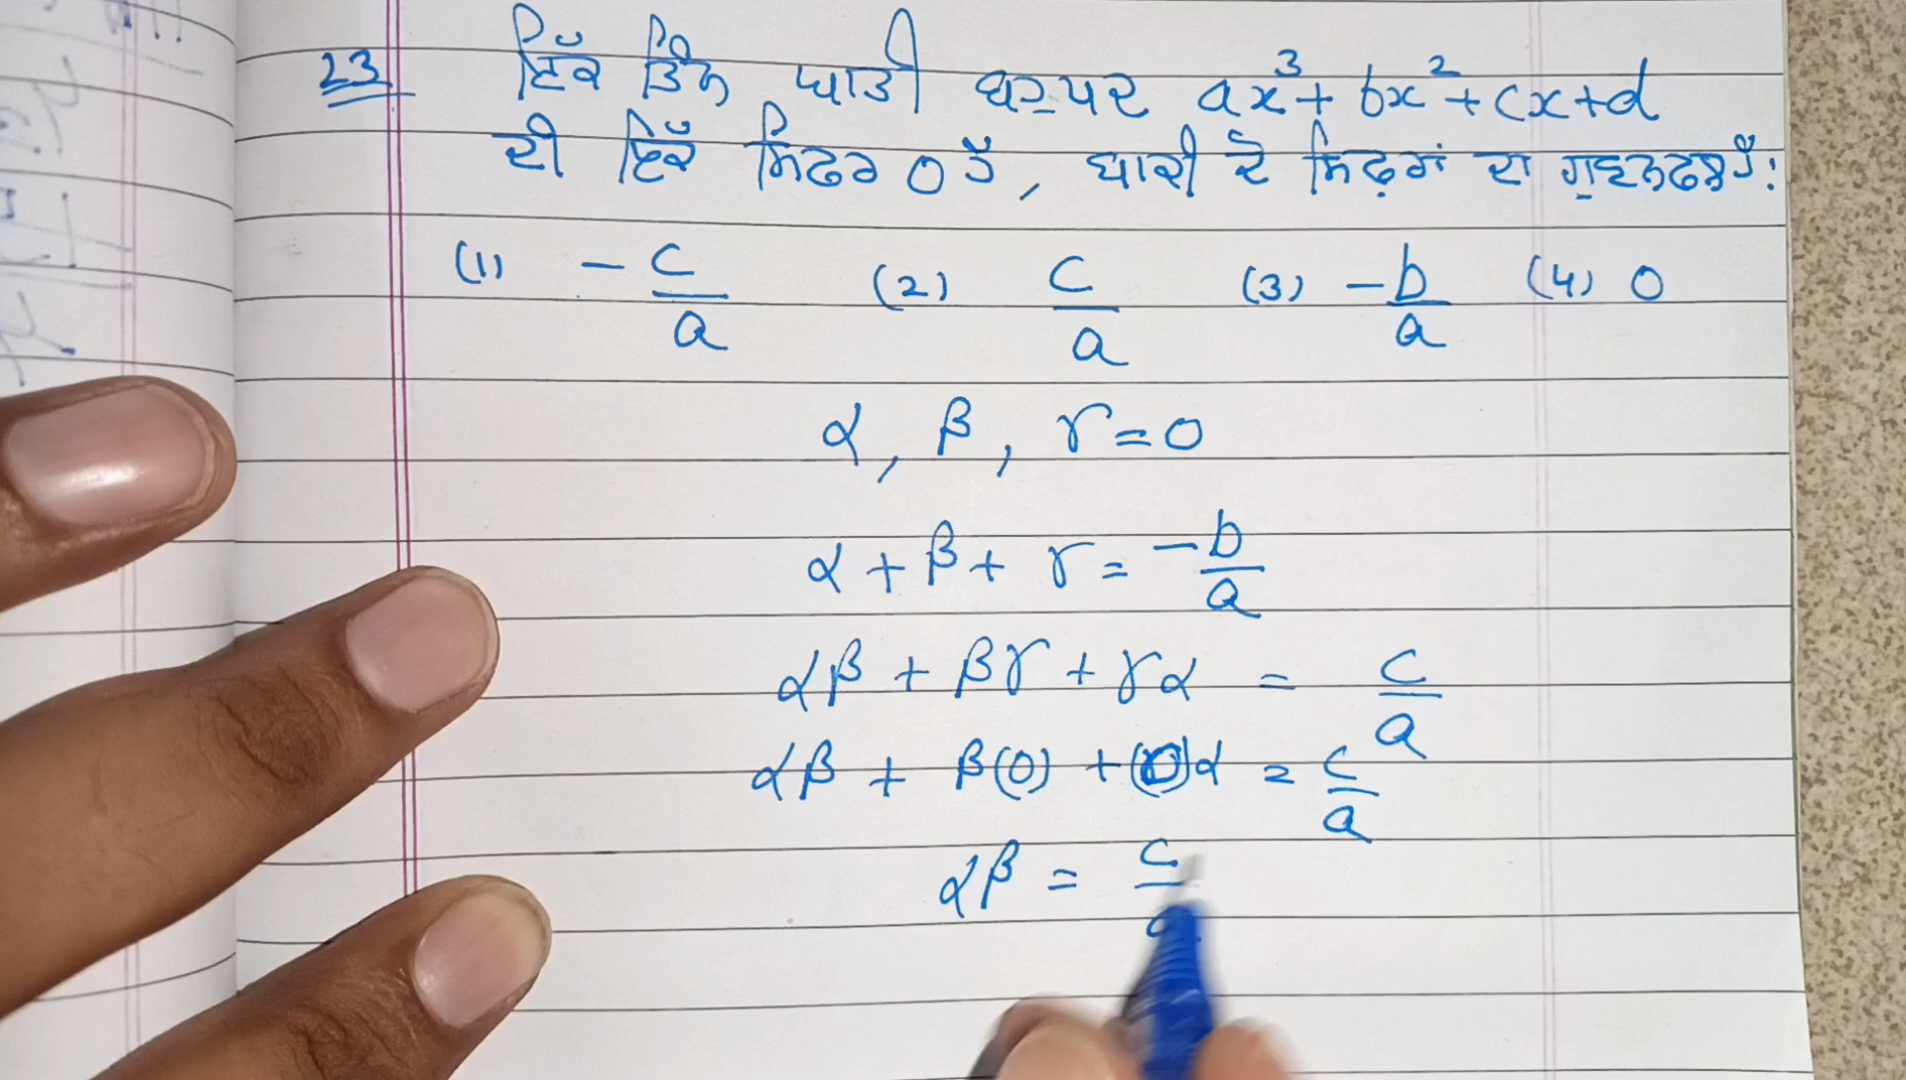 23 ਇੱਕ ਤਿੰਨ ਘਾਤੀ ਬਹੁਪਦ ax³ + bx² + cx + d
ਦੀ ਇੱਕ ਸਿਫਰ 0 ਹੈ, ਬਾਕੀ ਦੋ ਸਿਫ਼ਰਾਂ ਦਾ ਗੁਣਨਫਲ ਹੈ:
(1) -c/a (2) c/a (3) -b/a (4) 0
α, β, γ = 0
α + β + γ = -b/a
αβ + βγ + γα = c/a
αβ + β(0) + (0)α = c/a
αβ = c/a